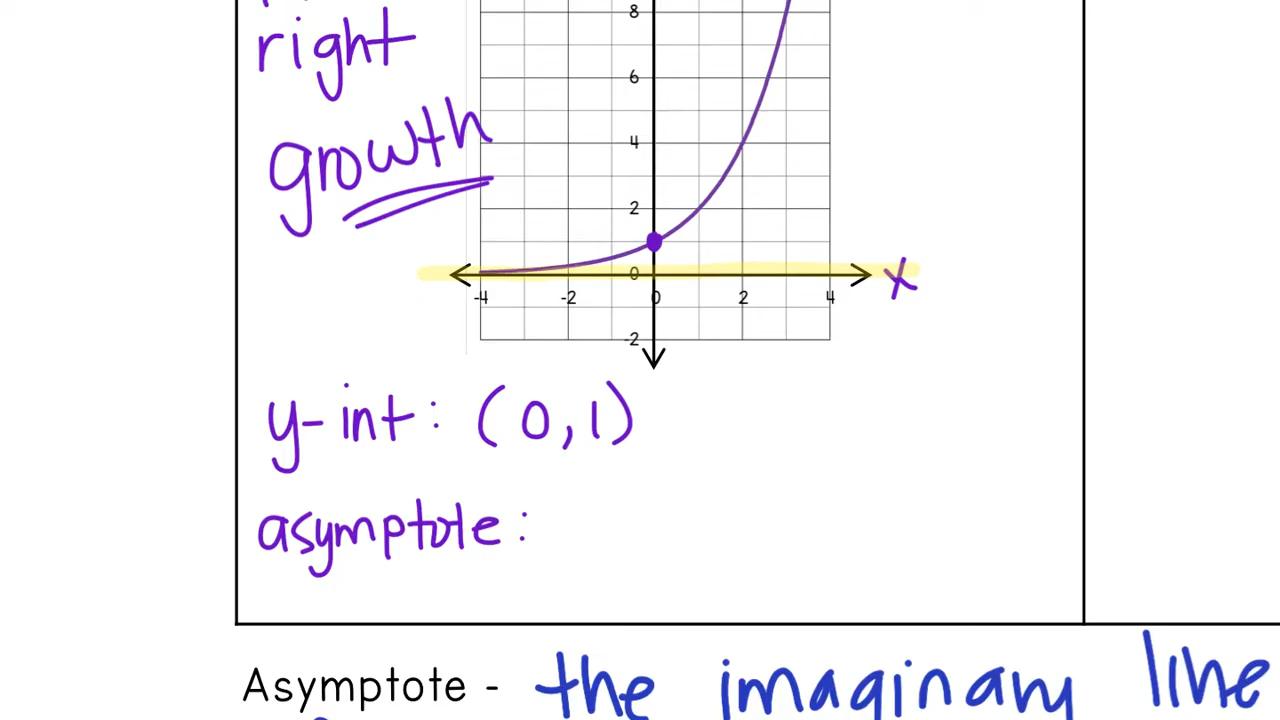 right
growth
8
6
4
2
0
-4 -2 0 2 4
-2
x
y-int: (0,1)
asymptote:
Asymptote - the imaginary line